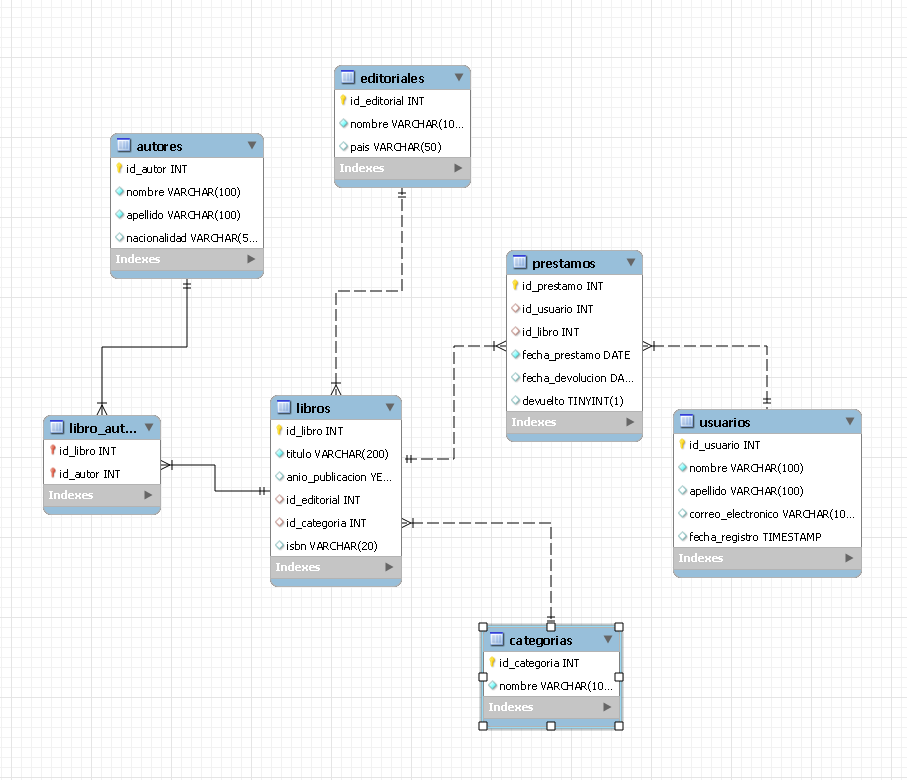 editoriales
id_editorial INT
nombre VARCHAR(10...
pais VARCHAR(50)
Indexes
autores
id_autor INT
nombre VARCHAR(100)
apellido VARCHAR(100)
nacionalidad VARCHAR(5...
Indexes
prestamos
id_prestamo INT
id_usuario INT
id_libro INT
fecha_prestamo DATE
fecha_devolucion DA...
devuelto TINYINT(1)
Indexes
libros
id_libro INT
titulo VARCHAR(200)
anio_publicacion YE...
id_editorial INT
id_categoria INT
isbn VARCHAR(20)
Indexes
libro_aut...
id_libro INT
id_autor INT
Indexes
usuarios
id_usuario INT
nombre VARCHAR(100)
apellido VARCHAR(100)
correo_electronico VARCHAR(10...
fecha_registro TIMESTAMP
Indexes
categorias
id_categoria INT
nombre VARCHAR(10...
Indexes